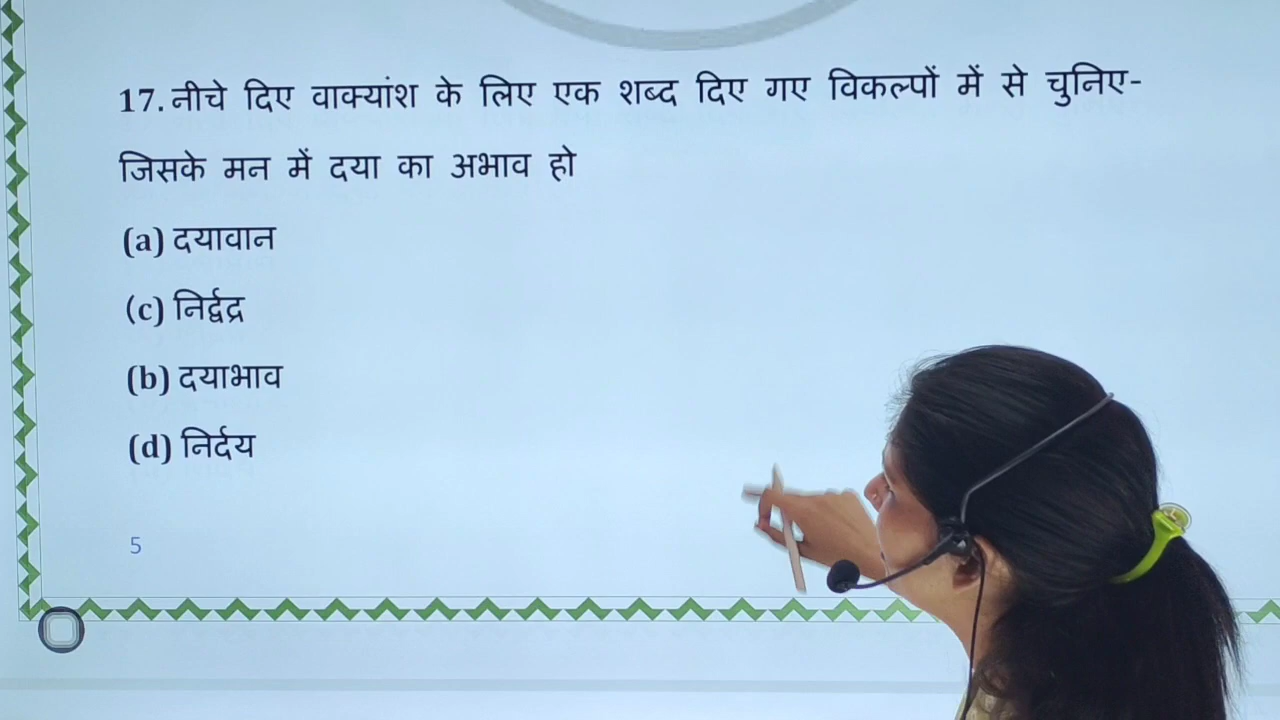 17. नीचे दिए वाक्यांश के लिए एक शब्द दिए गए विकल्पों में से चुनिए-
जिसके मन में दया का अभाव हो
(a) दयावान
(c) निर्द्वद्र
(b) दयाभाव
(d) निर्दय
5